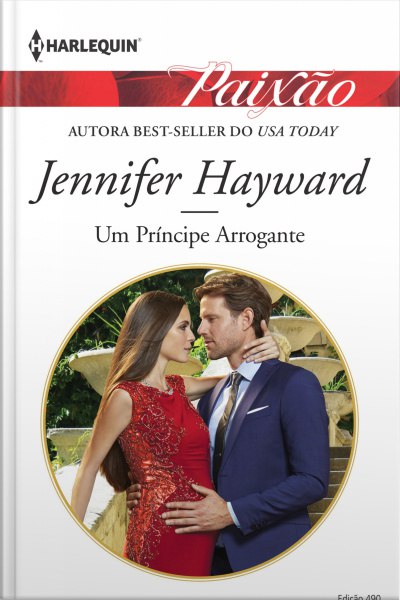 HARLEQUIN®
Paixão
AUTORA BEST-SELLER DO USA TODAY
Jennifer Hayward
Um Príncipe Arrogante
Edição 490